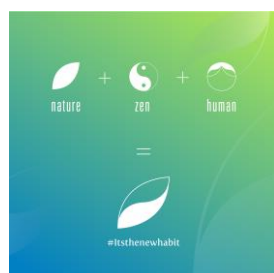 nature + zen + human
=
#itsthenewhabit